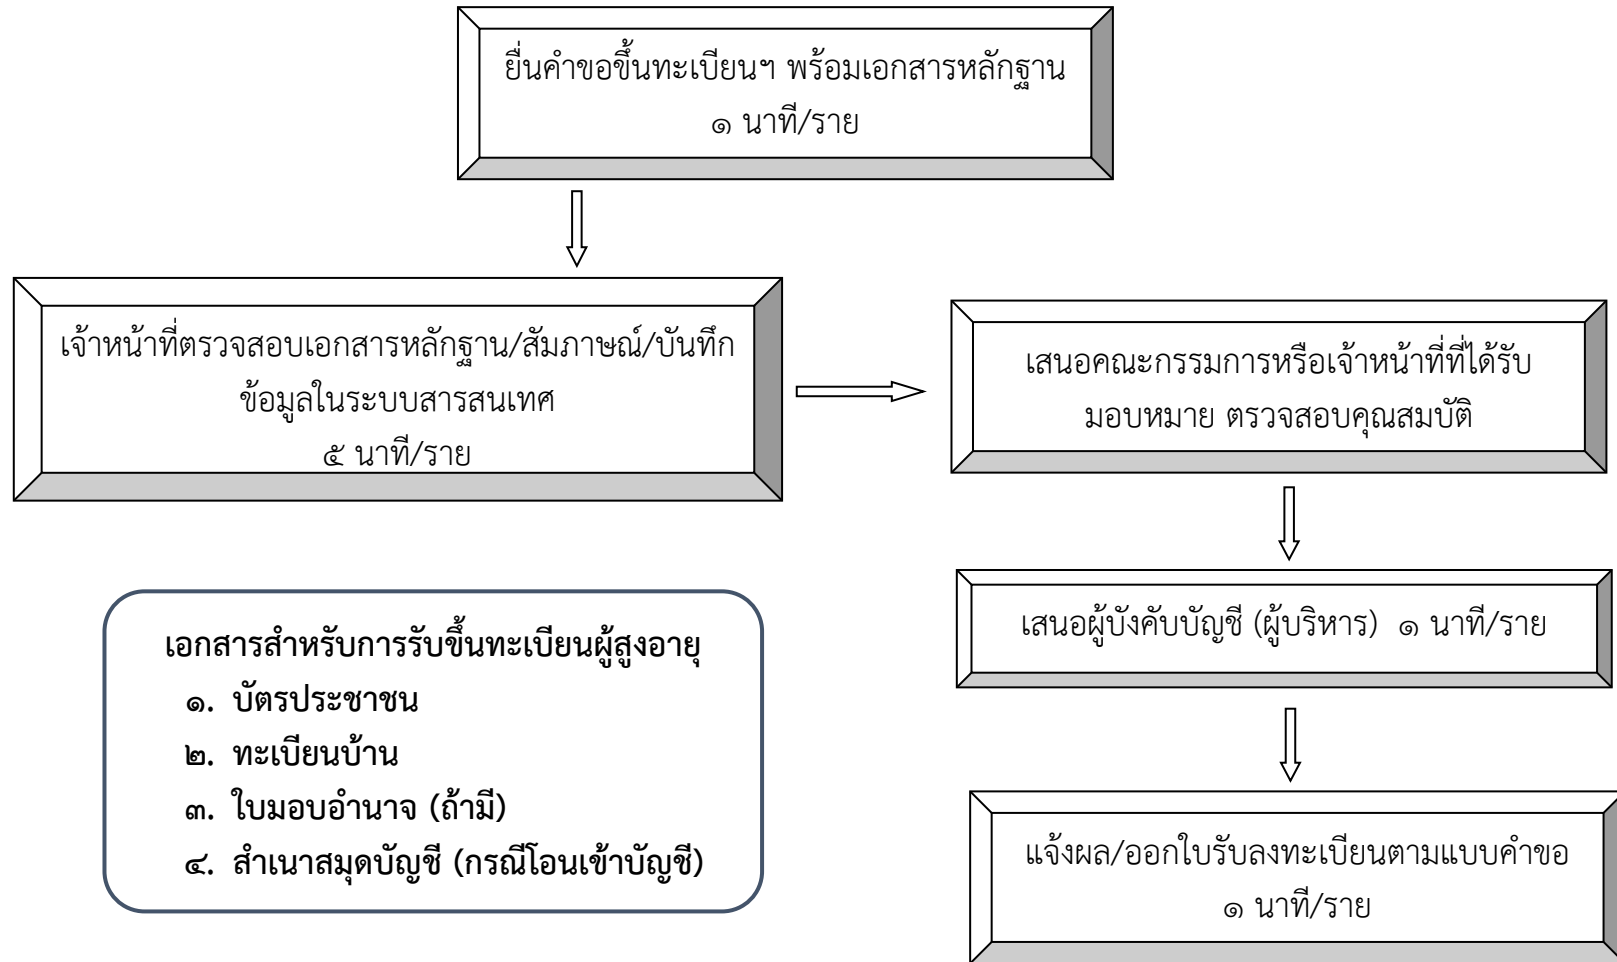 ยื่นคำขอขึ้นทะเบียนฯ พร้อมเอกสารหลักฐาน
๑ นาที/ราย
เจ้าหน้าที่ตรวจสอบเอกสารหลักฐาน/สัมภาษณ์/บันทึก
ข้อมูลในระบบสารสนเทศ
๕ นาที/ราย
เสนอคณะกรรมการหรือเจ้าหน้าที่ที่ได้รับ
มอบหมาย ตรวจสอบคุณสมบัติ
เสนอผู้บังคับบัญชี (ผู้บริหาร) ๑ นาที/ราย
แจ้งผล/ออกใบรับลงทะเบียนตามแบบคำขอ
๑ นาที/ราย
เอกสารสำหรับการรับขึ้นทะเบียนผู้สูงอายุ
๑. บัตรประชาชน
๒. ทะเบียนบ้าน
๓. ใบมอบอำนาจ (ถ้ามี)
๔. สำเนาสมุดบัญชี (กรณีโอนเข้าบัญชี)